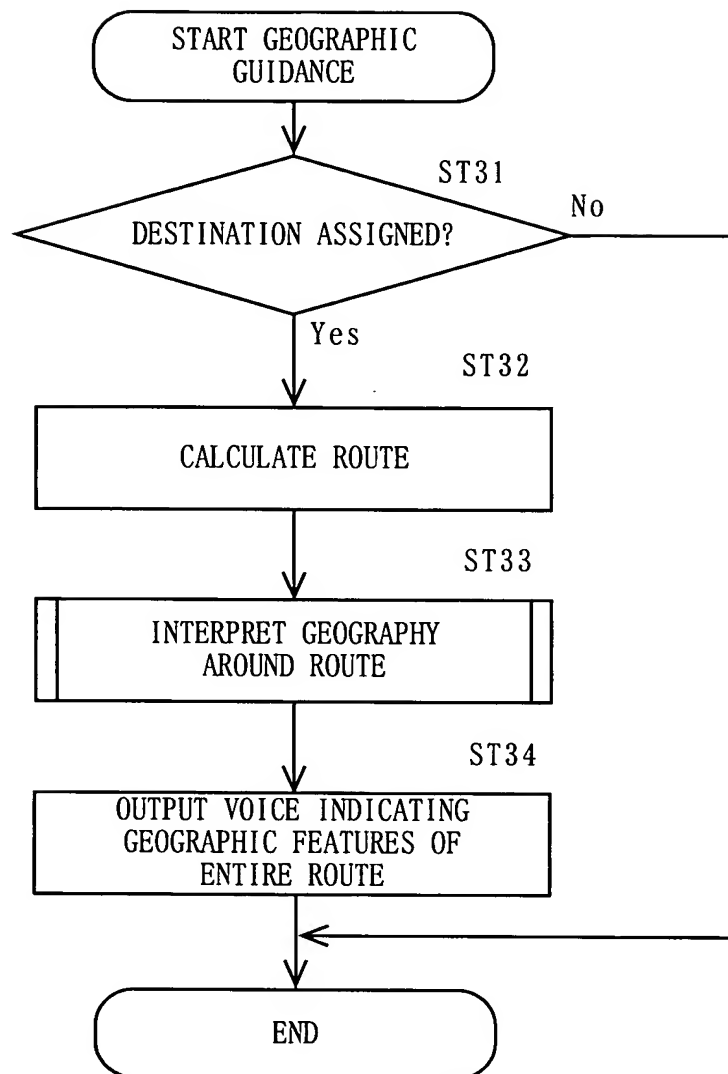 START GEOGRAPHIC
GUIDANCE
ST31
DESTINATION ASSIGNED?
No
Yes
ST32
CALCULATE ROUTE
ST33
INTERPRET GEOGRAPHY
AROUND ROUTE
ST34
OUTPUT VOICE INDICATING
GEOGRAPHIC FEATURES OF
ENTIRE ROUTE
END